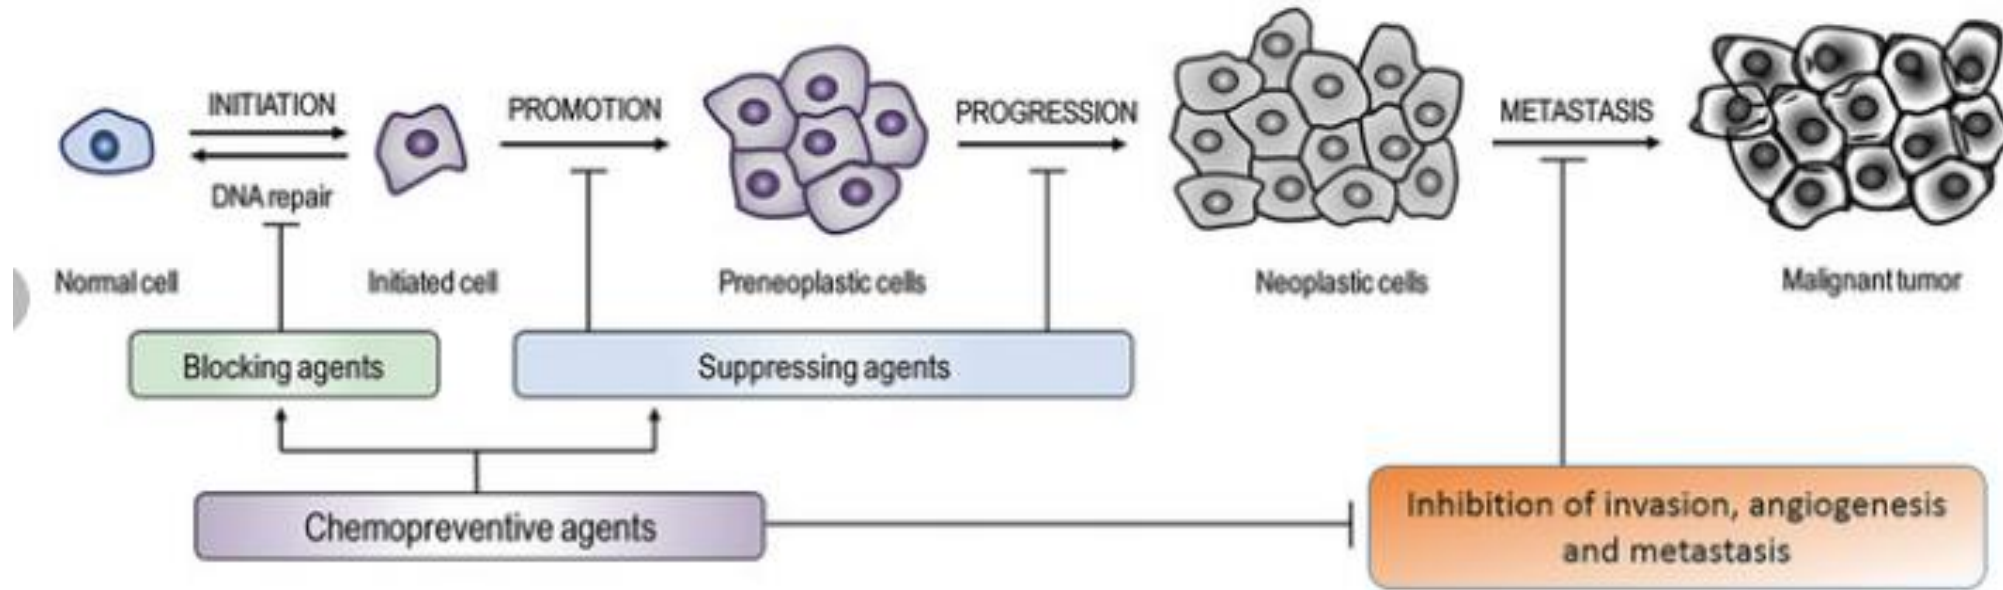 INITIATION
DNA repair
PROMOTION
PROGRESSION
METASTASIS
Normal cell
Initiated cell
Preneoplastic cells
Neoplastic cells
Malignant tumor
Blocking agents
Suppressing agents
Chemopreventive agents
Inhibition of invasion, angiogenesis
and metastasis